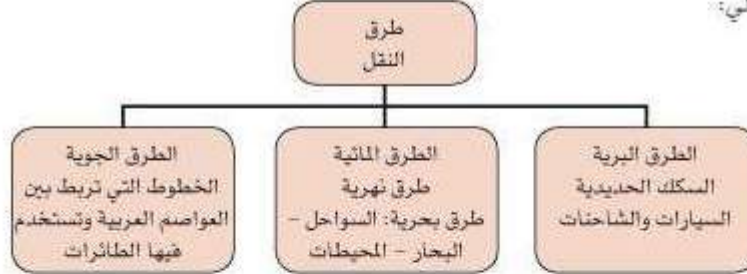 لي:
طرق
النقل
الطرق البرية
السكك الحديدية
السيارات والشاحنات
الطرق المائية
طرق نهرية
طرق بحرية: السواحل –
البحار – المحيطات
الطرق الجوية
الخطوط التي تربط بين
العواصم العربية وتستخدم
فيها الطائرات